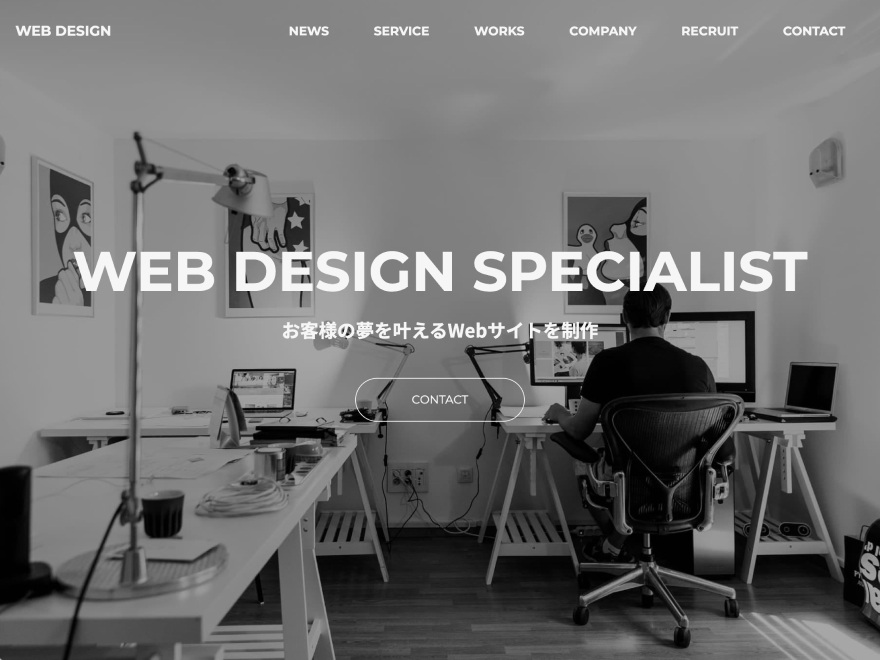 WEB DESIGN
NEWS SERVICE WORKS COMPANY RECRUIT CONTACT
WEB DESIGN SPECIALIST
お客様の夢を叶えるWebサイトを制作
CONTACT